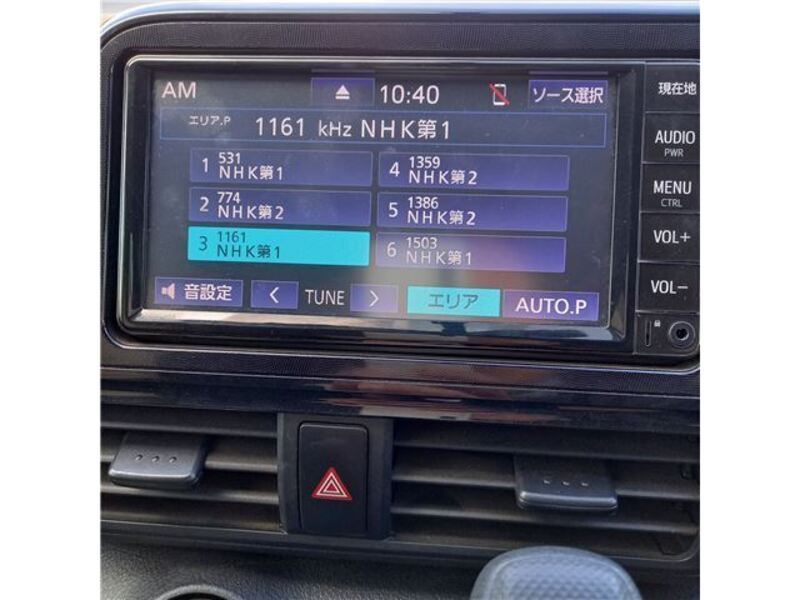 AM 10:40 ソース選択
エリア.P 1161 kHz NHK第1
1 531 NHK第1
4 1359 NHK第2
2 774 NHK第2
5 1386 NHK第2
3 1161 NHK第1
6 1503 NHK第1
音設定 < TUNE > エリア AUTO.P
現在地
AUDIO
PWR
MENU
CTRL
VOL+
VOL-